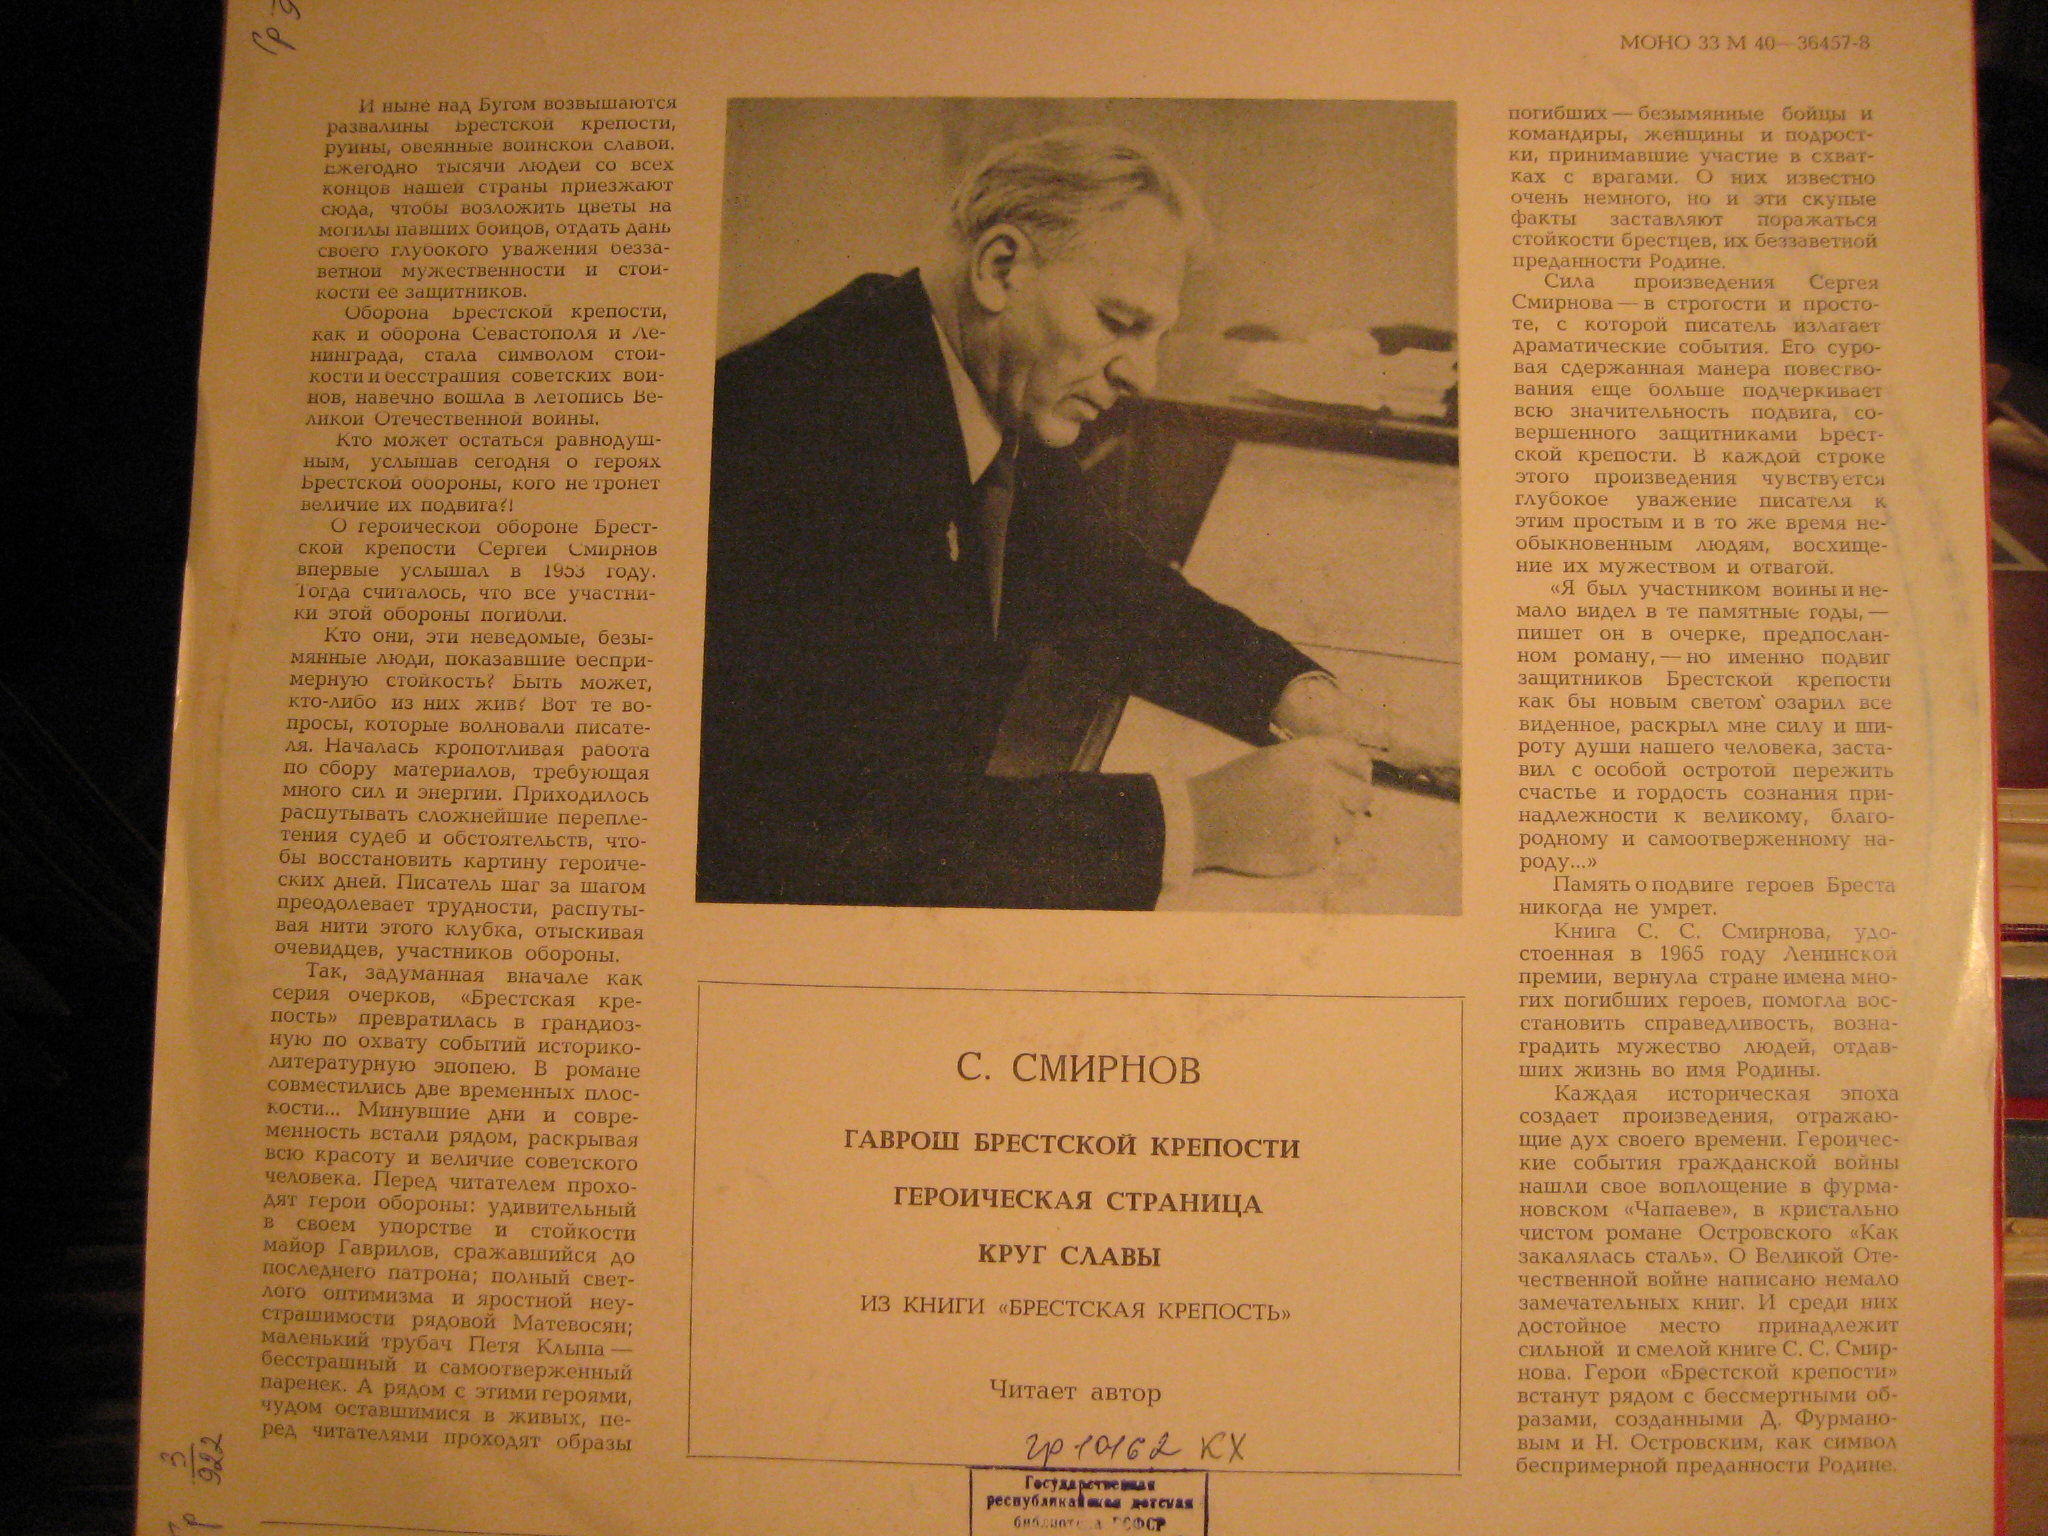 МОНО 33 М 40—36457-8
И ныне над Бугом возвышаются
развалины Брестской крепости,
руины, овеянные воинской славой.
Ежегодно тысячи людей со всех
концов нашей страны приезжают
сюда, чтобы возложить цветы на
могилы павших бойцов, отдать дань
своего глубокого уважения безза-
ветной мужественности и стой-
кости ее защитников.
Оборона Брестской крепости,
как и оборона Севастополя и Ле-
нинграда, стала символом стой-
кости и бесстрашия советских вои-
нов, навечно вошла в летопись Ве-
ликой Отечественной войны.
Кто может остаться равнодуш-
ным, услышав сегодня о героях
Брестской обороны, кого не тронет
величие их подвига?!
О героической обороне Брест-
ской крепости Сергей Смирнов
впервые услышал в 1953 году.
Тогда считалось, что все участни-
ки этой обороны погибли.
Кто они, эти неведомые, безы-
мянные люди, показавшие беспри-
мерную стойкость? Быть может,
кто-либо из них жив? Вот те во-
просы, которые волновали писате-
ля. Началась кропотливая работа
по сбору материалов, требующая
много сил и энергии. Приходилось
распутывать сложнейшие перепле-
тения судеб и обстоятельств, что-
бы восстановить картину героиче-
ских дней. Писатель шаг за шагом
преодолевает трудности, распуты-
вая нити этого клубка, отыскивая
очевидцев, участников обороны.
Так, задуманная вначале как
серия очерков, «Брестская кре-
пость» превратилась в грандиоз-
ную по охвату событий историко-
литературную эпопею. В романе
совместились две временных плос-
кости... Минувшие дни и совре-
менность встали рядом, раскрывая
всю красоту и величие советского
человека. Перед читателем прохо-
дят герои обороны: удивительный
в своем упорстве и стойкости
майор Гаврилов, сражавшийся до
последнего патрона; полный свет-
лого оптимизма и яростной неу-
страшимости рядовой Матевосян;
маленький трубач Петя Клыпа —
бесстрашный и самоотверженный
паренек. А рядом с этими героями,
чудом оставшимися в живых, пе-
ред читателями проходят образы
С. СМИРНОВ
ГАВРОШ БРЕСТСКОЙ КРЕПОСТИ
ГЕРОИЧЕСКАЯ СТРАНИЦА
КРУГ СЛАВЫ
ИЗ КНИГИ «БРЕСТСКАЯ КРЕПОСТЬ»
Читает автор
гр 10162 КХ
Государственная
республиканская детская
библиотека РСФСР
погибших — безымянные бойцы и
командиры, женщины и подрост-
ки, принимавшие участие в схват-
ках с врагами. О них известно
очень немного, но и эти скупые
факты заставляют поражаться
стойкости брестцев, их беззаветной
преданности Родине.
Сила произведения Сергея
Смирнова — в строгости и просто-
те, с которой писатель излагает
драматические события. Его суро-
вая сдержанная манера повество-
вания еще больше подчеркивает
всю значительность подвига, со-
вершенного защитниками Брест-
ской крепости. В каждой строке
этого произведения чувствуется
глубокое уважение писателя к
этим простым и в то же время не-
обыкновенным людям, восхище-
ние их мужеством и отвагой.
«Я был участником войны и не-
мало видел в те памятные годы, —
пишет он в очерке, предпослан-
ном роману, — но именно подвиг
защитников Брестской крепости
как бы новым светом озарил все
виденное, раскрыл мне силу и ши-
роту души нашего человека, заста-
вил с особой остротой пережить
счастье и гордость сознания при-
надлежности к великому, благо-
родному и самоотверженному на-
роду...»
Память о подвиге героев Бреста
никогда не умрет.
Книга С. С. Смирнова, удо-
стоенная в 1965 году Ленинской
премии, вернула стране имена мно-
гих погибших героев, помогла вос-
становить справедливость, возна-
градить мужество людей, отдав-
ших жизнь во имя Родины.
Каждая историческая эпоха
создает произведения, отражаю-
щие дух своего времени. Героичес-
кие события гражданской войны
нашли свое воплощение в фурма-
новском «Чапаеве», в кристально
чистом романе Островского «Как
закалялась сталь». О Великой Оте-
чественной войне написано немало
замечательных книг. И среди них
достойное место принадлежит
сильной и смелой книге С. С. Смир-
нова. Герои «Брестской крепости»
встанут рядом с бессмертными об-
разами, созданными Д. Фурмано-
вым и Н. Островским, как символ
беспримерной преданности Родине.
Гр 3
922